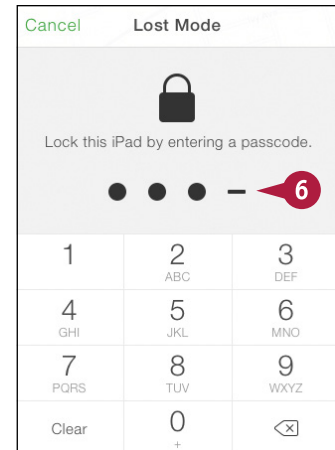 Cancel Lost Mode
Lock this iPad by entering a passcode.
6
1 2 3
ABC DEF
4 5 6
GHI JKL MNO
7 8 9
PQRS TUV WXYZ
Clear 0
+